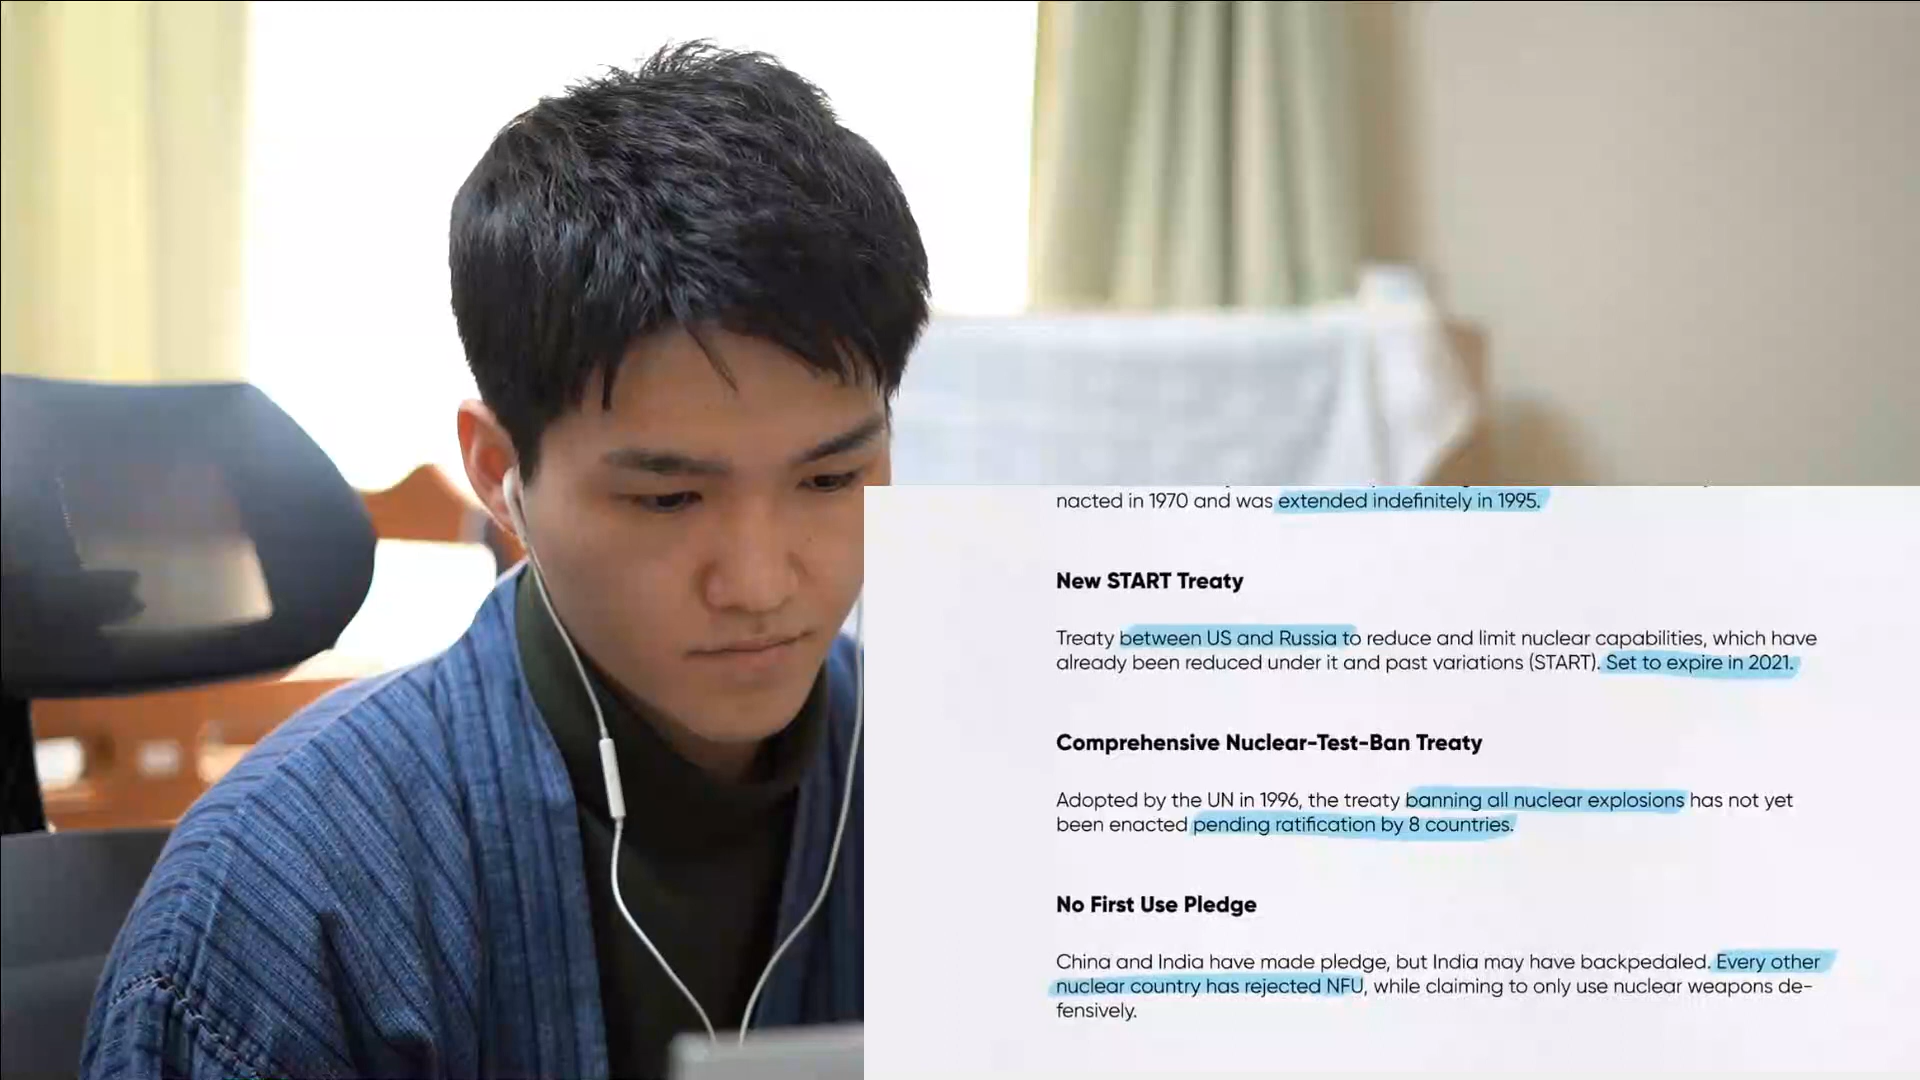 nacted in 1970 and was extended indefinitely in 1995.
New START Treaty
Treaty between US and Russia to reduce and limit nuclear capabilities, which have
already been reduced under it and past variations (START). Set to expire in 2021.
Comprehensive Nuclear-Test-Ban Treaty
Adopted by the UN in 1996, the treaty banning all nuclear explosions has not yet
been enacted pending ratification by 8 countries.
No First Use Pledge
China and India have made pledge, but India may have backpedaled. Every other
nuclear country has rejected NFU, while claiming to only use nuclear weapons de-
fensively.